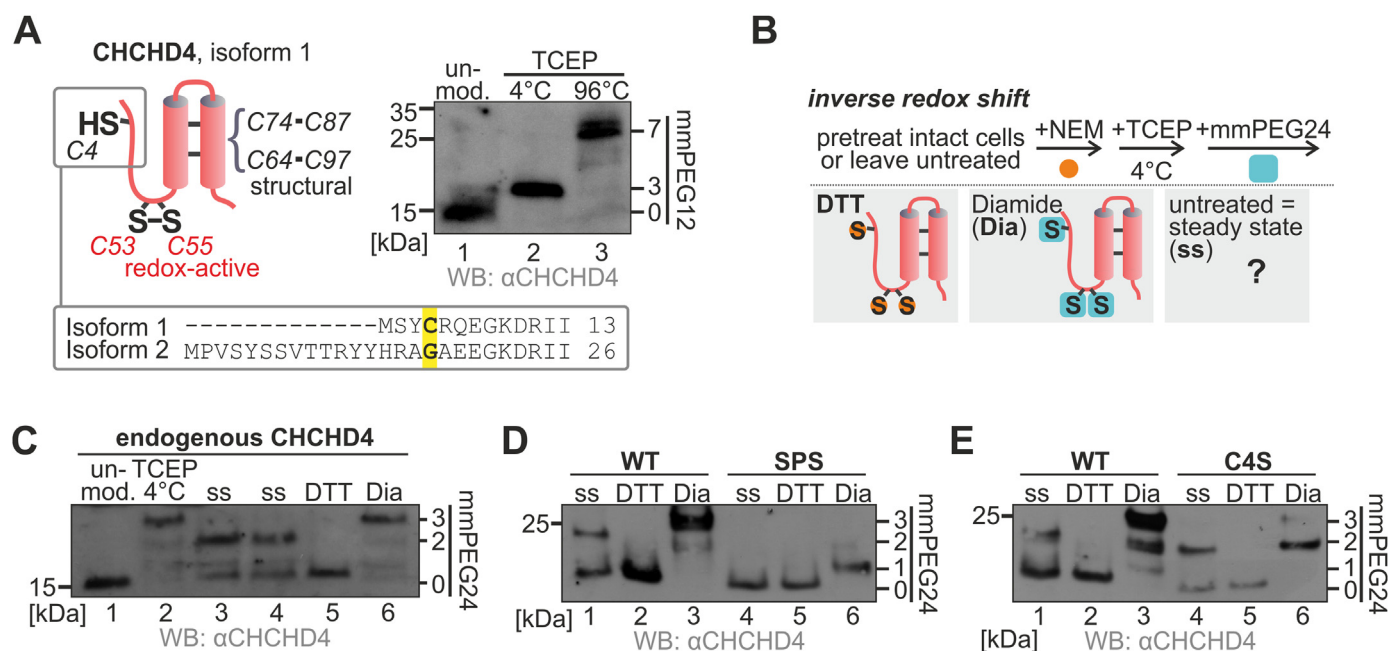 A
CHCHD4, isoform 1
HS
C4
C74-C87
C64-C97
structural
S-S
C53 C55
redox-active
un-
mod.
TCEP
4°C 96°C
35
25
15
[kDa]
7
3
0
mmPEG12
1 2 3
WB: αCHCHD4
Isoform 1 --------------MSYCRQEGKDRII 13
Isoform 2 MPVSYSSVTTRYYHRAGAEEGKDRII 26
B
inverse redox shift
pretreat intact cells
or leave untreated
+NEM +TCEP +mmPEG24
4°C
DTT
S
S S
Diamide
(Dia)
S
S S
untreated =
steady state
(ss)
?
C
endogenous CHCHD4
un-
mod.
TCEP
4°C
ss ss DTT Dia
15
[kDa]
3
2
0
mmPEG24
1 2 3 4 5 6
WB: αCHCHD4
D
WT SPS
ss DTT Dia ss DTT Dia
25
[kDa]
3
2
1
0
mmPEG24
1 2 3 4 5 6
WB: αCHCHD4
E
WT C4S
ss DTT Dia ss DTT Dia
25
[kDa]
3
2
1
0
mmPEG24
1 2 3 4 5 6
WB: αCHCHD4